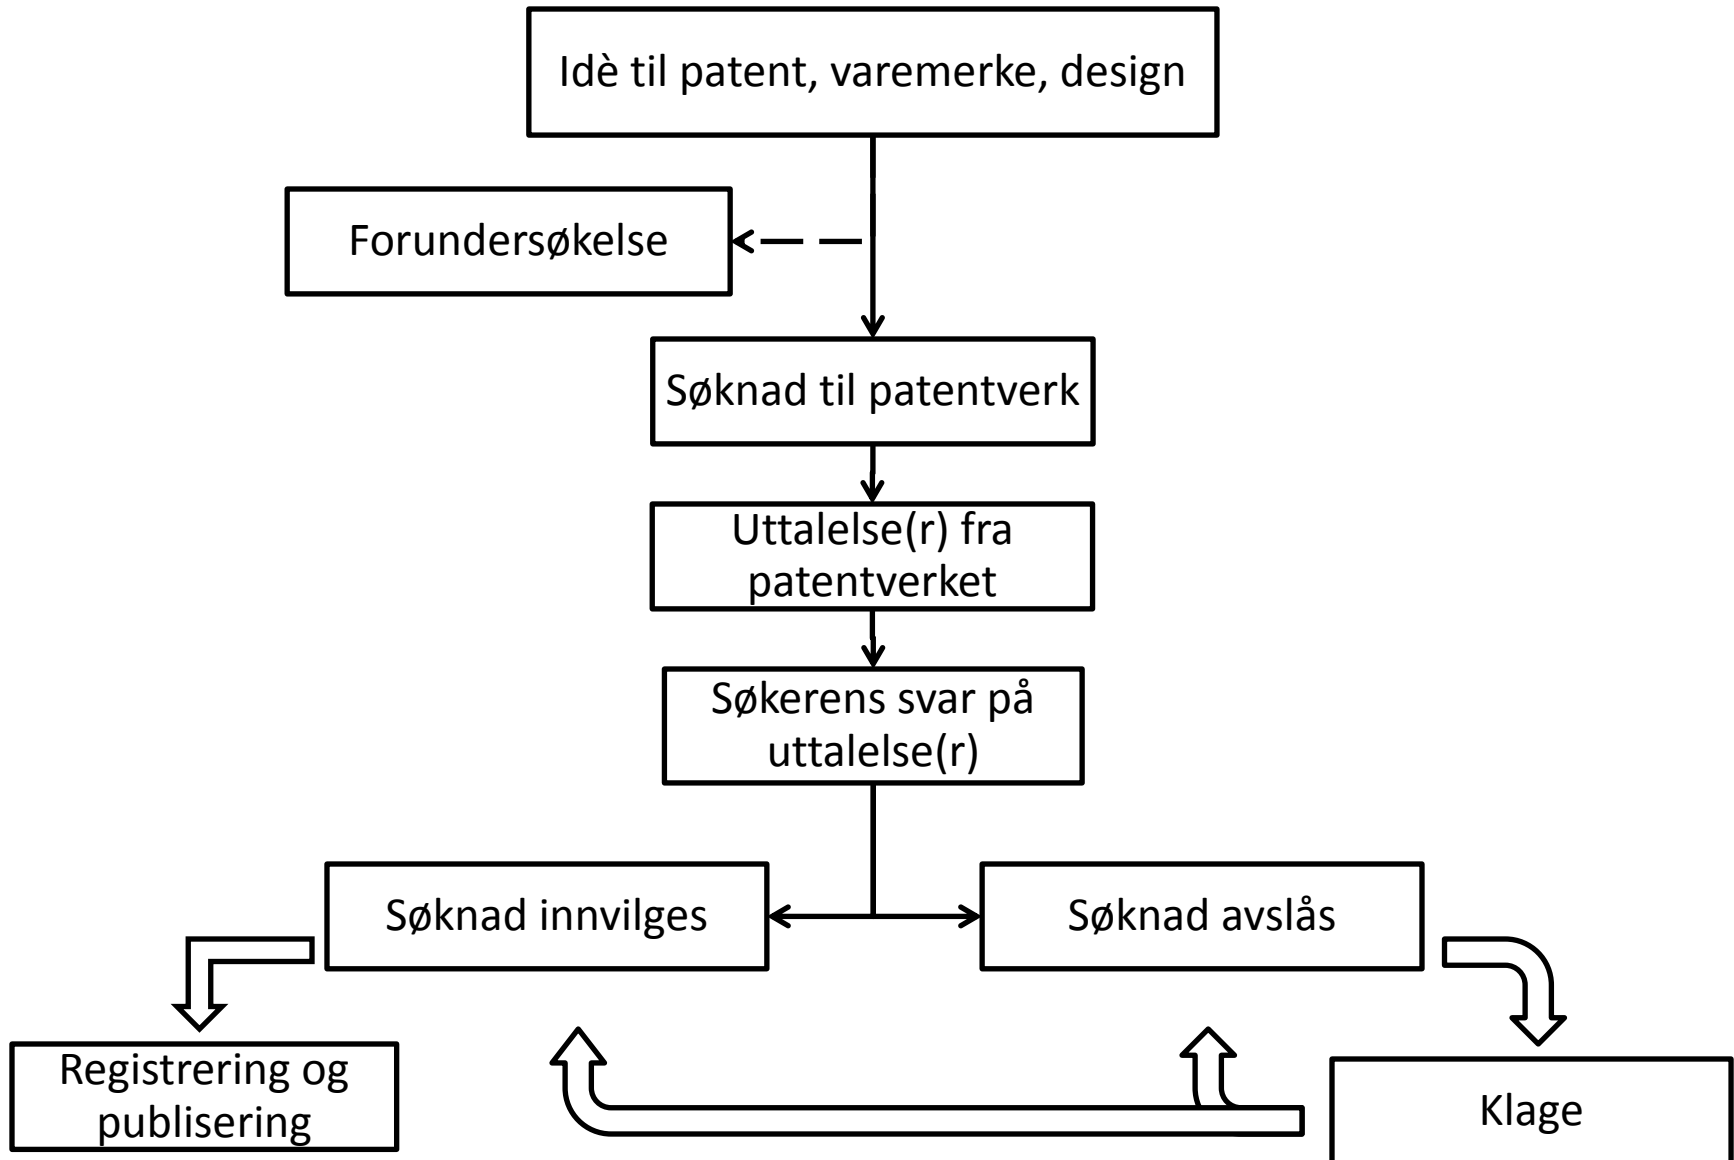 Idè til patent, varemerke, design
Forundersøkelse
Søknad til patentverk
Uttalelse(r) fra
patentverket
Søkerens svar på
uttalelse(r)
Søknad innvilges
Søknad avslås
Registrering og
publisering
Klage